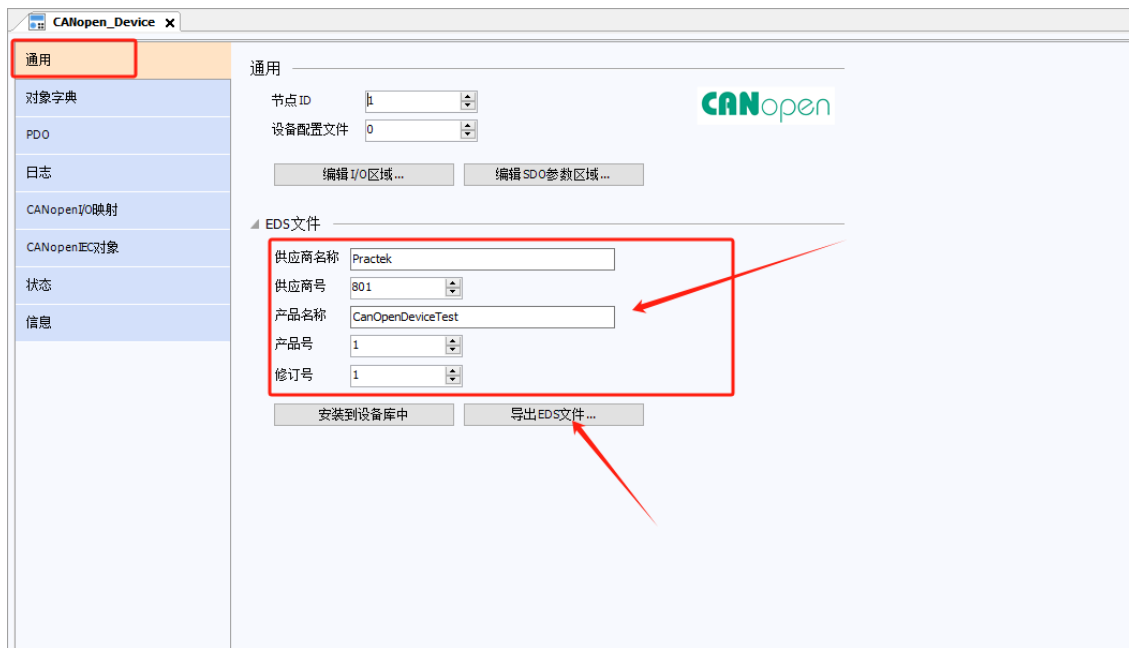 CANopen_Device
通用
对象字典
PDO
日志
CANopenI/O映射
CANopenIEC对象
状态
信息
通用
节点ID 1
设备配置文件 0
CANopen
编辑I/O区域... 编辑SDO参数区域...
EDS文件
供应商名称 Practek
供应商号 801
产品名称 CanOpenDeviceTest
产品号 1
修订号 1
安装到设备库中 导出EDS文件...